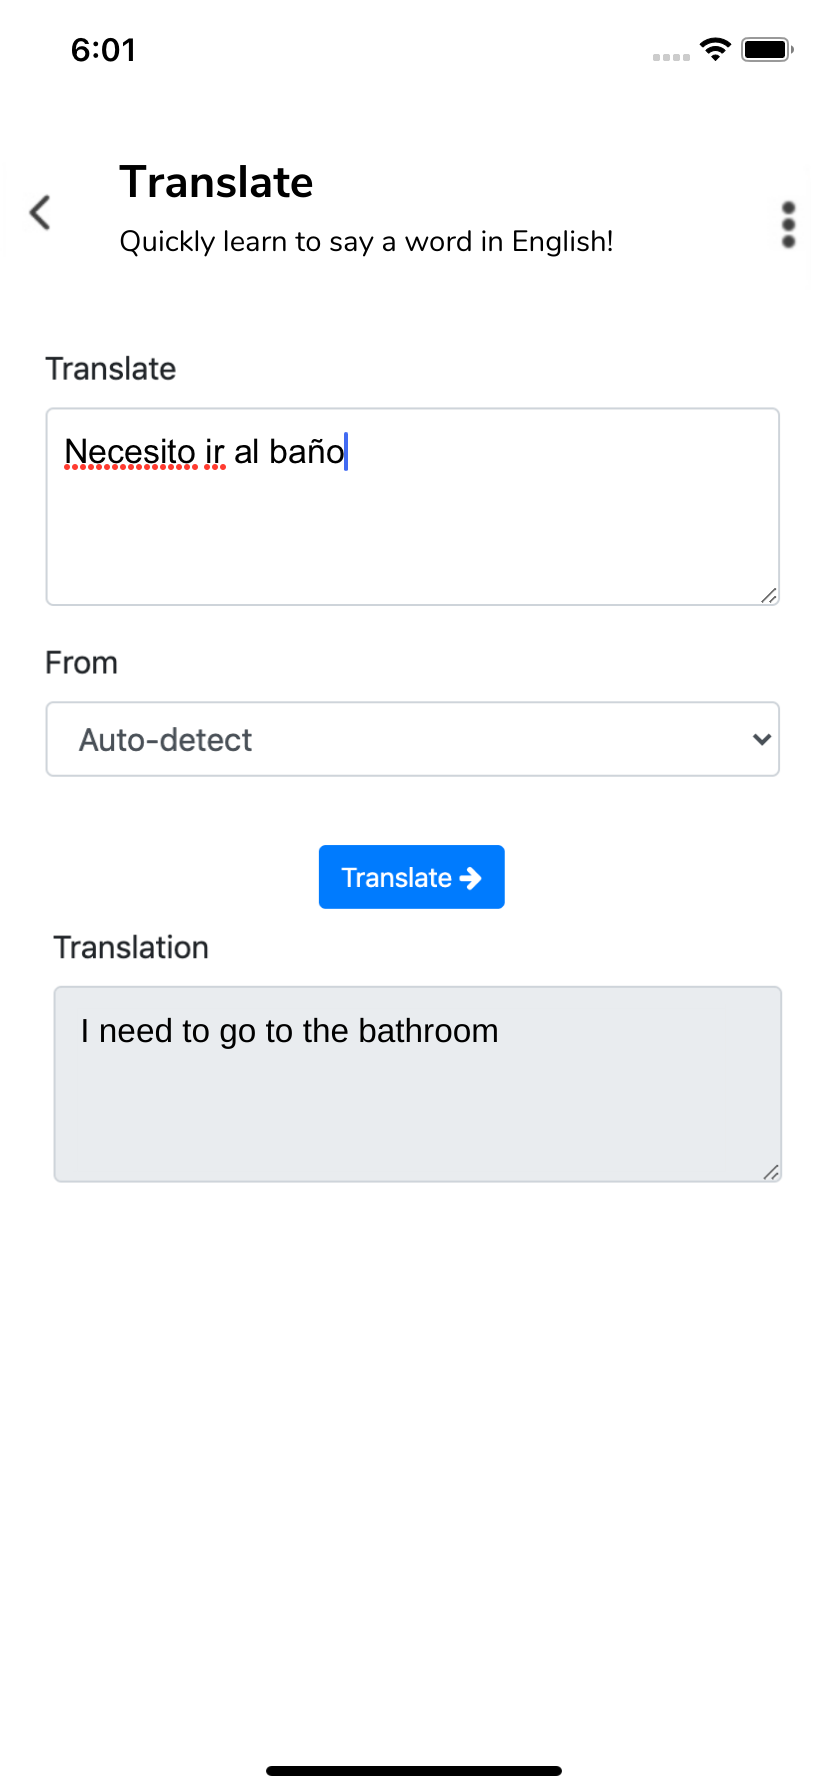 6:01
Translate
Quickly learn to say a word in English!
Translate
Necesito ir al baño
From
Auto-detect
Translate
Translation
I need to go to the bathroom